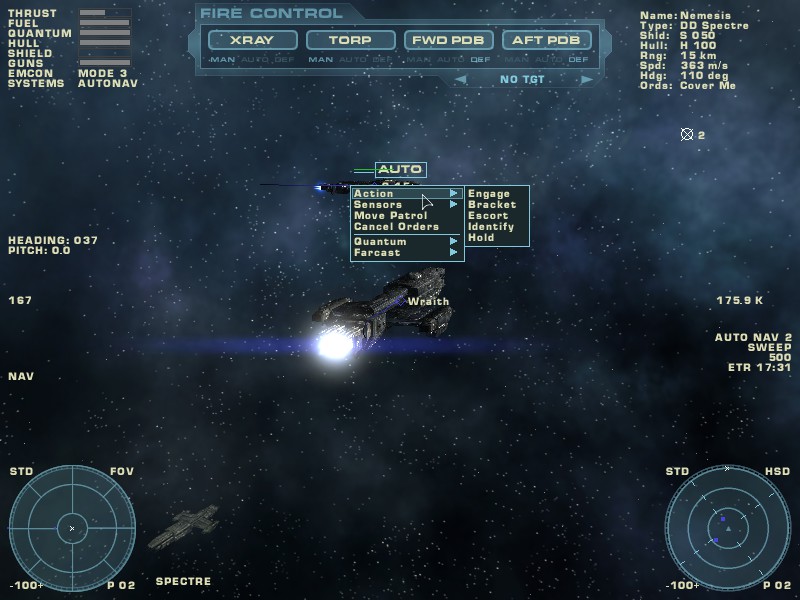 THRUST
FUEL
QUANTUM
HULL
SHIELD
GUNS
EMCON MODE 3
SYSTEMS AUTONAV
FIRE CONTROL
XRAY TORP FWD PDB AFT PDB
MAN AUTO DEF MAN AUTO DEF MAN AUTO DEF MAN AUTO DEF
NO TGT
Name: Nemesis
Type: DD Spectre
Shld: S 050
Hull: H 100
Rng: 15 km
Hdg: 110 deg
Ords: Cover Me
2
AUTO
Action
Sensors
Move Patrol
Cancel Orders
Quantum
Farcast
Engage
Bracket
Escort
Identify
Hold
HEADING: 037
PITCH: 0.0
167
Wraith
175.9 K
AUTO NAV 2
SWEEP
500
ETR 17:31
NAV
STD FOV
-100+ P 02
SPECTRE
STD HSD
-100+ P 02